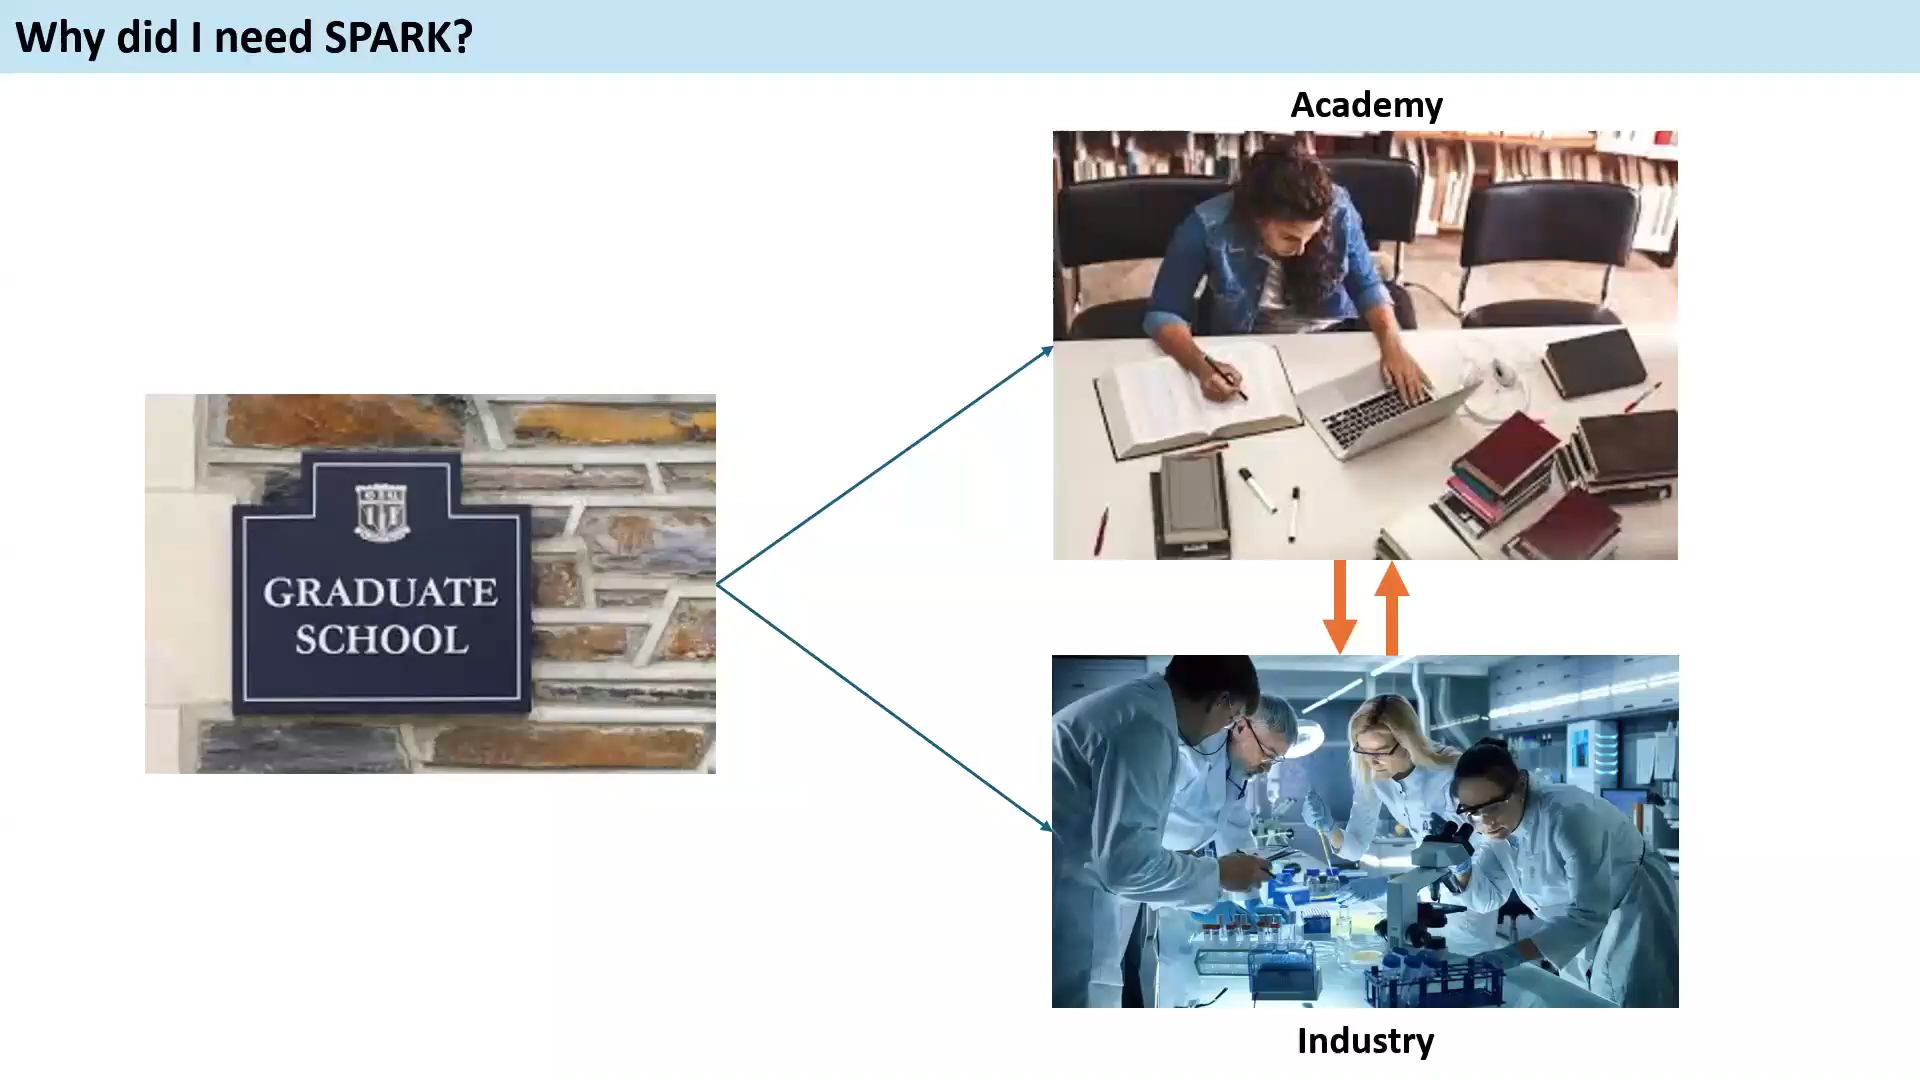 Why did I need SPARK?
Academy
GRADUATE
SCHOOL
Industry